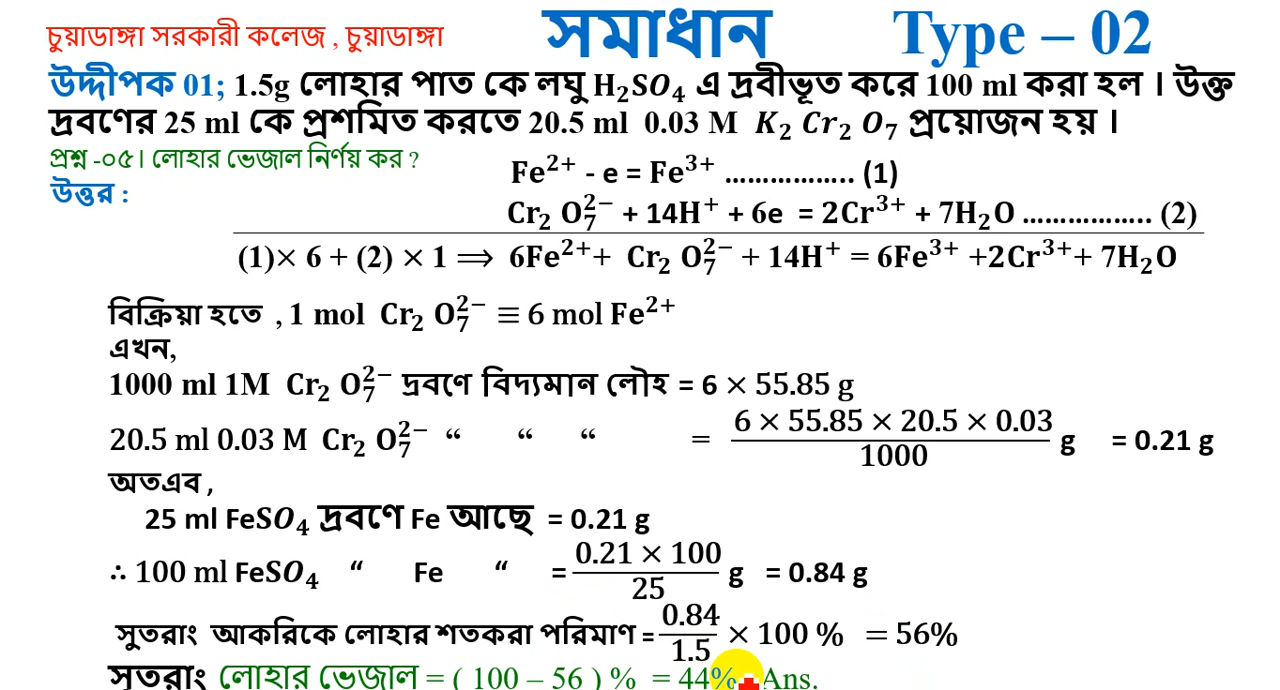 চুয়াডাঙ্গা সরকারী কলেজ , চুয়াডাঙ্গা
সমাধান Type – 02
উদ্দীপক 01; 1.5g লোহার পাত কে লঘু H₂SO₄ এ দ্রবীভূত করে 100 ml করা হল । উক্ত
দ্রবণের 25 ml কে প্রশমিত করতে 20.5 ml 0.03 M K₂ Cr₂ O₇ প্রয়োজন হয় ।
প্রশ্ন -০৫। লোহার ভেজাল নির্ণয় কর ?
উত্তর :
Fe²⁺ - e = Fe³⁺ ................. (1)
Cr₂ O₇²⁻ + 14H⁺ + 6e = 2Cr³⁺ + 7H₂O ................. (2)
(1)× 6 + (2) × 1 ⟹ 6Fe²⁺+ Cr₂ O₇²⁻ + 14H⁺ = 6Fe³⁺ +2Cr³⁺+ 7H₂O
বিক্রিয়া হতে , 1 mol Cr₂ O₇²⁻ ≡ 6 mol Fe²⁺
এখন,
1000 ml 1M Cr₂ O₇²⁻ দ্রবণে বিদ্যমান লৌহ = 6 × 55.85 g
20.5 ml 0.03 M Cr₂ O₇²⁻ “ “ “ = (6 × 55.85 × 20.5 × 0.03)/1000 g = 0.21 g
অতএব ,
25 ml FeSO₄ দ্রবণে Fe আছে = 0.21 g
∴ 100 ml FeSO₄ “ Fe “ = (0.21 × 100)/25 g = 0.84 g
সুতরাং আকরিকে লোহার শতকরা পরিমাণ = 0.84/1.5 × 100 % = 56%
সুতরাং লোহার ভেজাল = ( 100 – 56 ) % = 44% Ans.